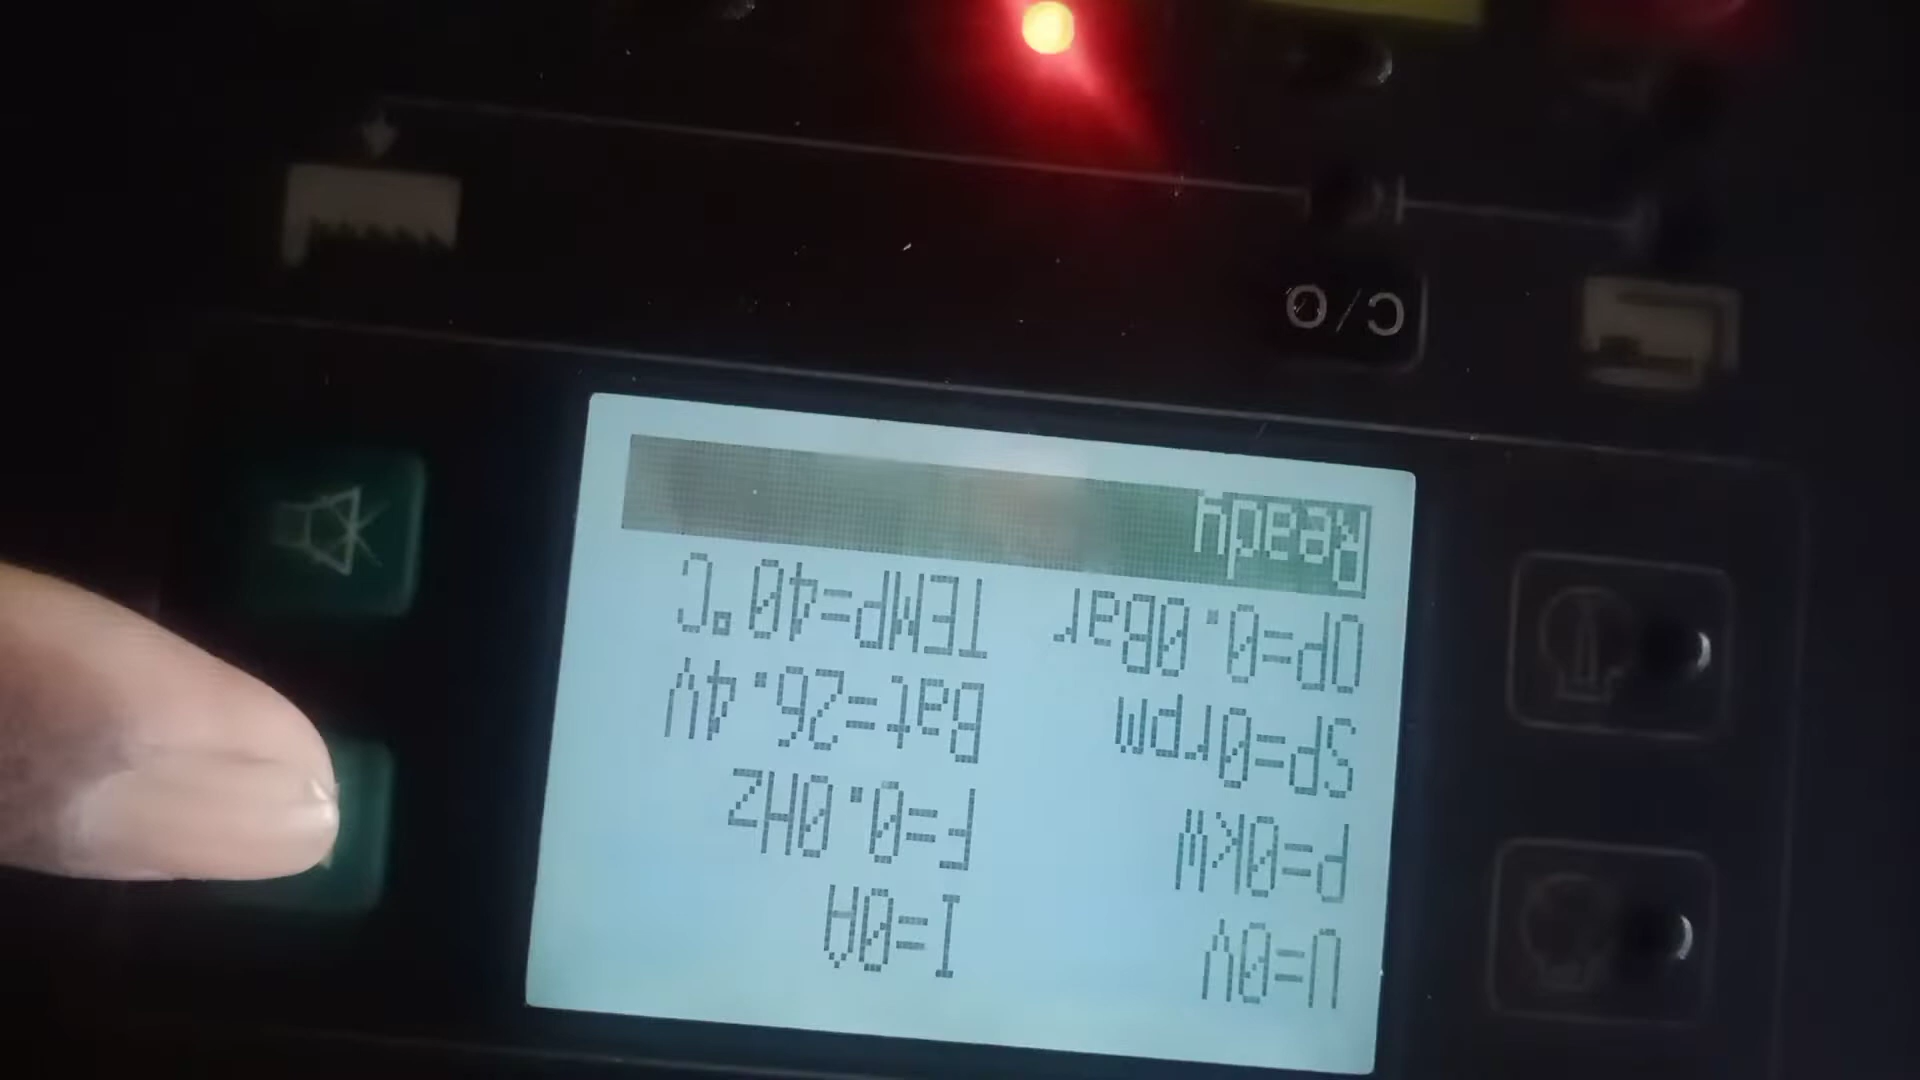 U=0V I=0A
P=0KW F=0.0Hz
SP=0rpm Bat=26.4V
OP=0.0Bar TEMP=40°C
Ready
C/O